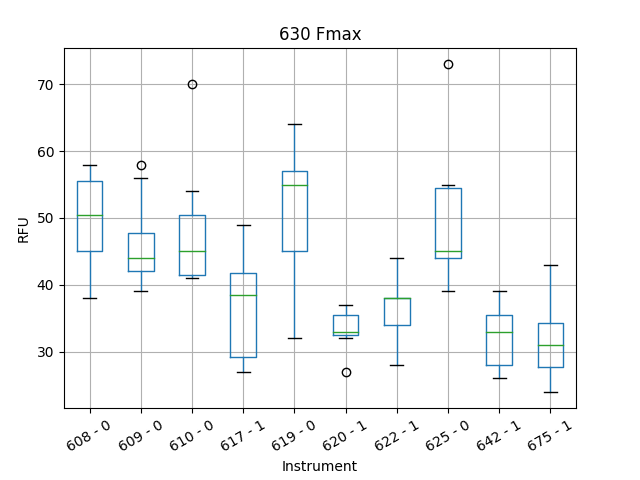 630 Fmax
70
60
50
40
30
RFU
608 - 0
609 - 0
610 - 0
617 - 1
619 - 0
620 - 1
622 - 1
625 - 0
642 - 1
675 - 1
Instrument